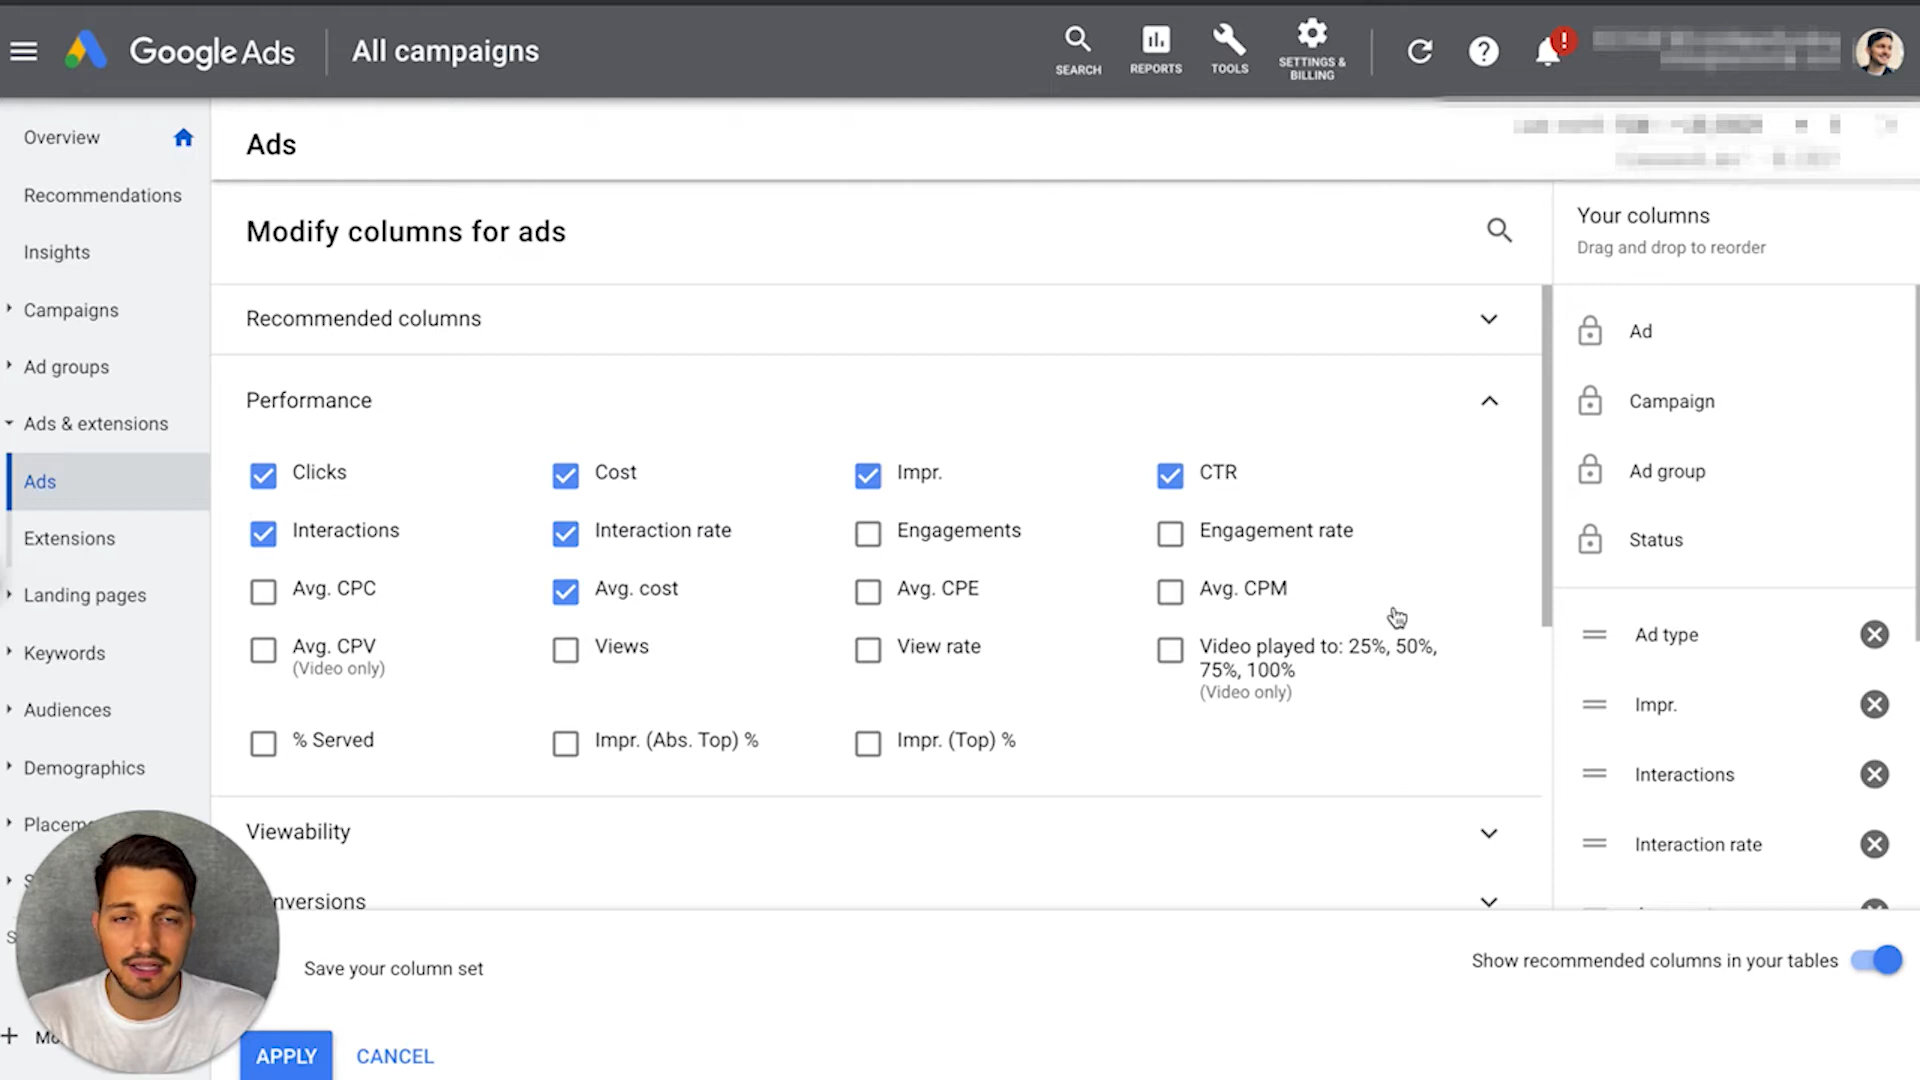 Google Ads
All campaigns
SEARCH
REPORTS
TOOLS
SETTINGS &
BILLING
!
Overview
Recommendations
Insights
Campaigns
Ad groups
Ads & extensions
Ads
Extensions
Landing pages
Keywords
Audiences
Demographics
Ads
Modify columns for ads
Recommended columns
Performance
Clicks
Cost
Impr.
CTR
Interactions
Interaction rate
Engagements
Engagement rate
Avg. CPC
Avg. cost
Avg. CPE
Avg. CPM
Avg. CPV
(Video only)
Views
View rate
Video played to: 25%, 50%,
75%, 100%
(Video only)
% Served
Impr. (Abs. Top) %
Impr. (Top) %
Viewability
nversions
Your columns
Drag and drop to reorder
Ad
Campaign
Ad group
Status
Ad type
Impr.
Interactions
Interaction rate
Save your column set
Show recommended columns in your tables
APPLY
CANCEL